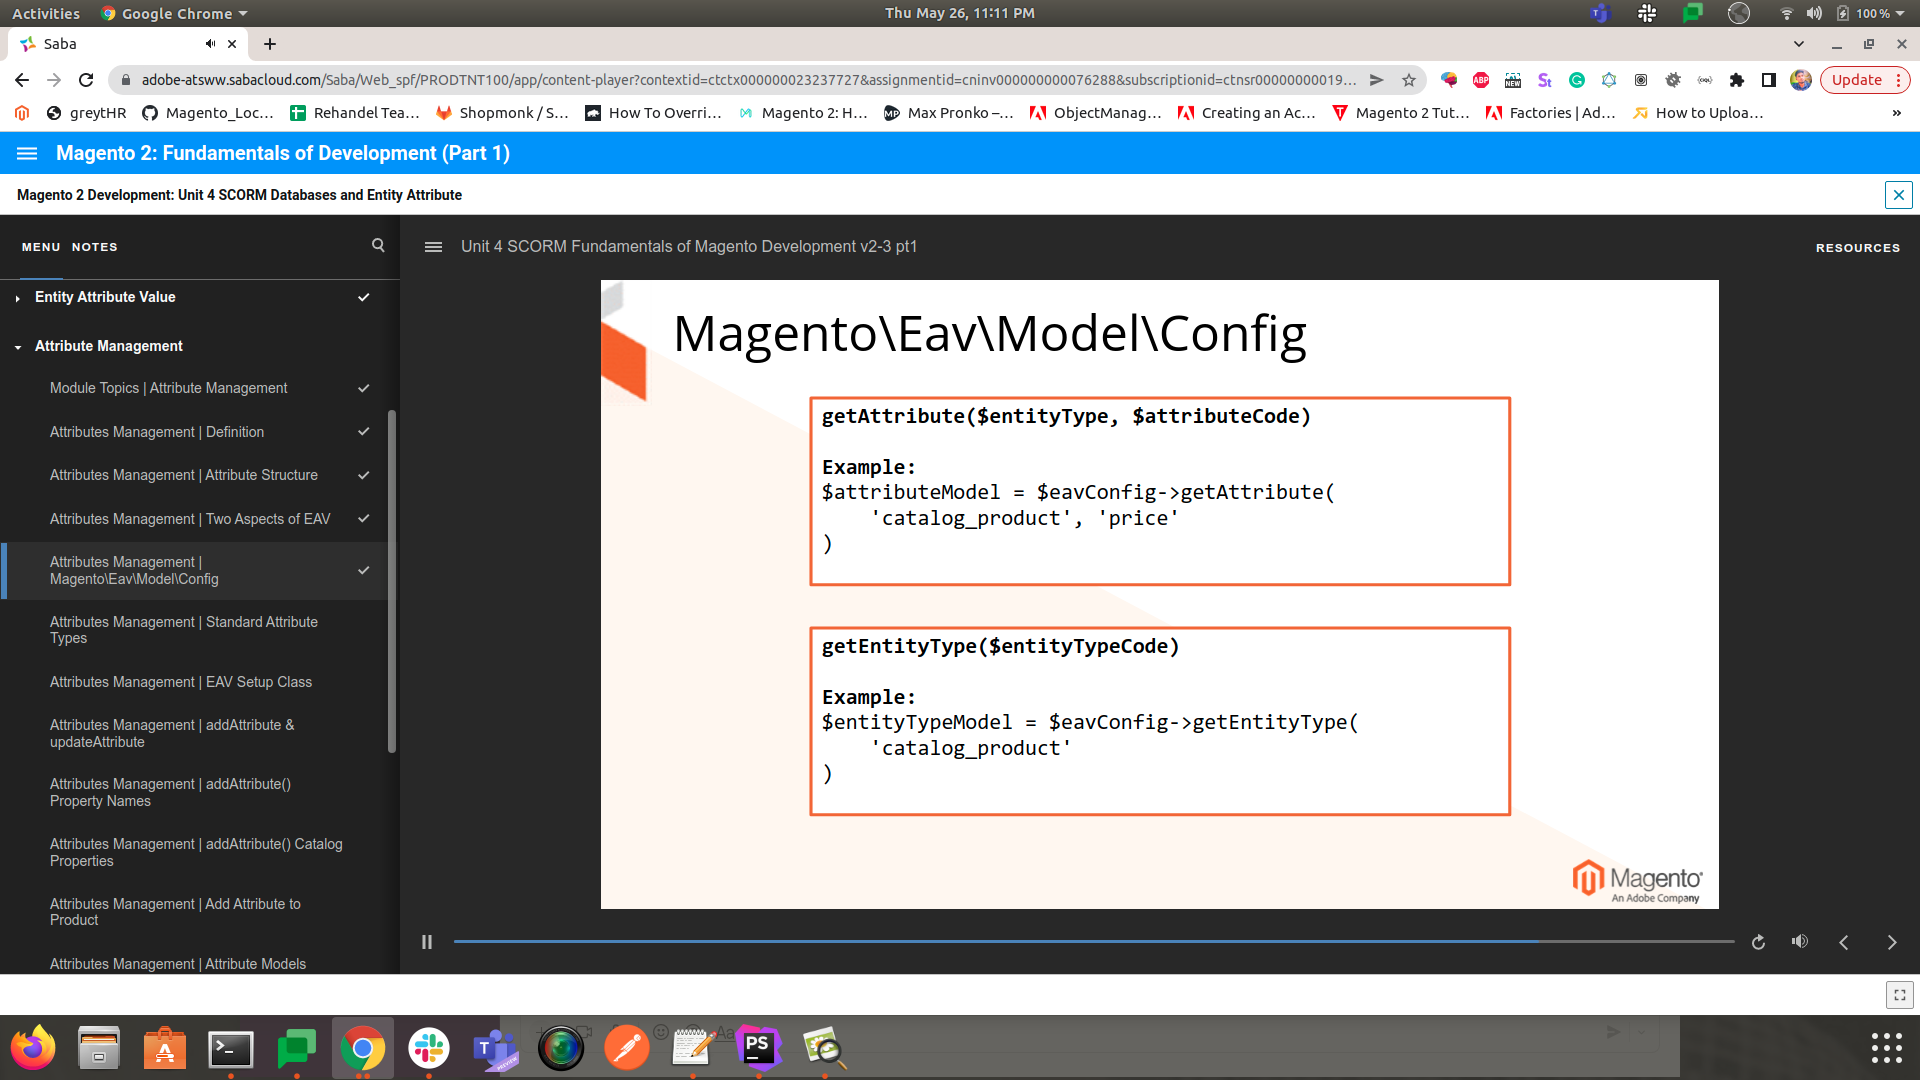 Activities
Google Chrome
Thu May 26, 11:11 PM
100 %
Saba
adobe-atsww.sabacloud.com/Saba/Web_spf/PRODTNT100/app/content-player?contextid=ctctx000000023237727&assignmentid=cninv000000000076288&subscriptionid=ctnsr00000000019...
ABP
NEW
Update
greytHR
Magento_Loc...
Rehandel Tea...
Shopmonk / S...
How To Overri...
Magento 2: H...
Max Pronko –...
ObjectManag...
Creating an Ac...
Magento 2 Tut...
Factories | Ad...
How to Uploa...
»
Magento 2: Fundamentals of Development (Part 1)
Magento 2 Development: Unit 4 SCORM Databases and Entity Attribute
MENU
NOTES
Unit 4 SCORM Fundamentals of Magento Development v2-3 pt1
RESOURCES
Entity Attribute Value
Attribute Management
Module Topics | Attribute Management
Attributes Management | Definition
Attributes Management | Attribute Structure
Attributes Management | Two Aspects of EAV
Attributes Management |
Magento\Eav\Model\Config
Attributes Management | Standard Attribute
Types
Attributes Management | EAV Setup Class
Attributes Management | addAttribute &
updateAttribute
Attributes Management | addAttribute()
Property Names
Attributes Management | addAttribute() Catalog
Properties
Attributes Management | Add Attribute to
Product
Attributes Management | Attribute Models
Magento\Eav\Model\Config
getAttribute($entityType, $attributeCode)
Example:
$attributeModel = $eavConfig->getAttribute(
'catalog_product', 'price'
)
getEntityType($entityTypeCode)
Example:
$entityTypeModel = $eavConfig->getEntityType(
'catalog_product'
)
Magento
An Adobe Company
PS